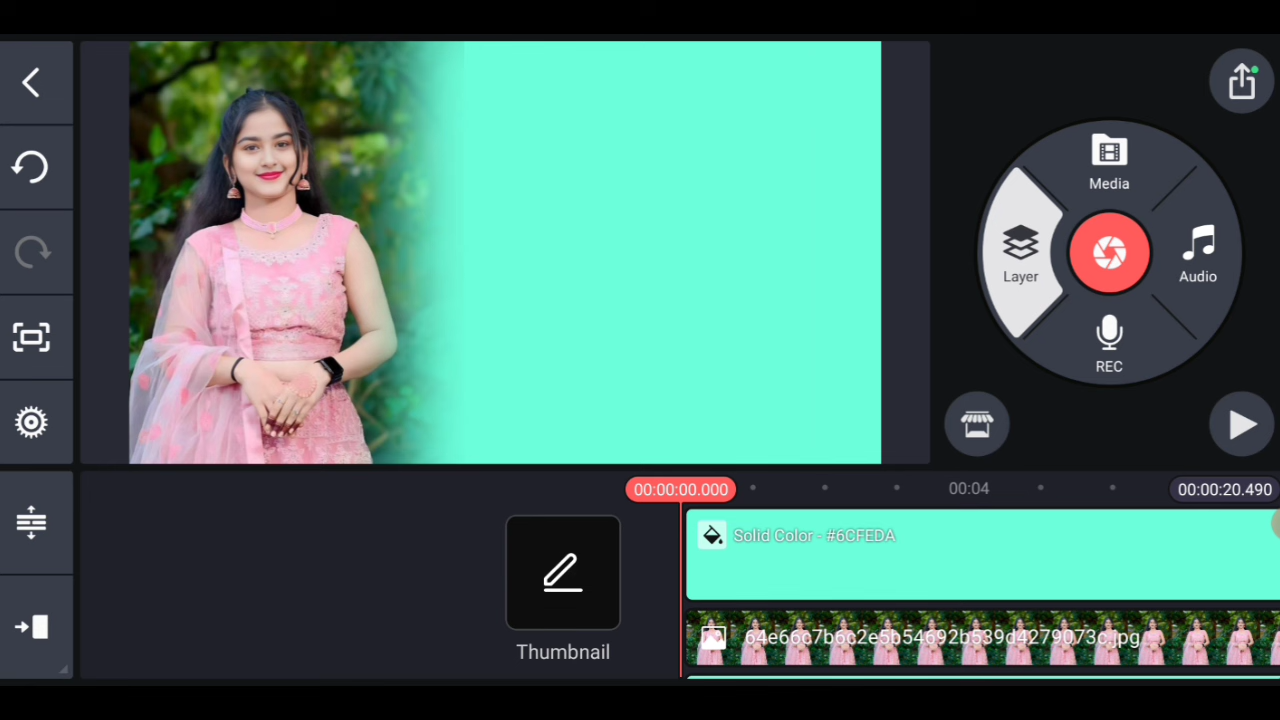 Media
Layer
Audio
REC
00:00:00.000
00:04
00:00:20.490
Solid Color - #6CFEDA
Thumbnail
64e66c7b6c2e5b54692b539d4279073c.jpg